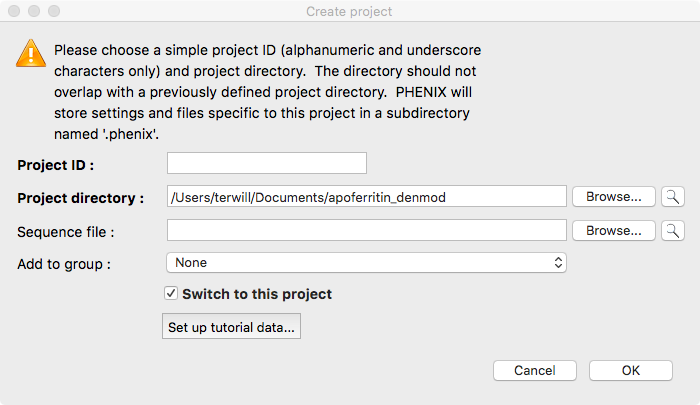 Create project
Please choose a simple project ID (alphanumeric and underscore
characters only) and project directory.  The directory should not
overlap with a previously defined project directory.  PHENIX will
store settings and files specific to this project in a subdirectory
named '.phenix'.
Project ID :
Project directory : /Users/terwill/Documents/apoferritin_denmod Browse...
Sequence file : Browse...
Add to group : None
Switch to this project
Set up tutorial data...
Cancel OK